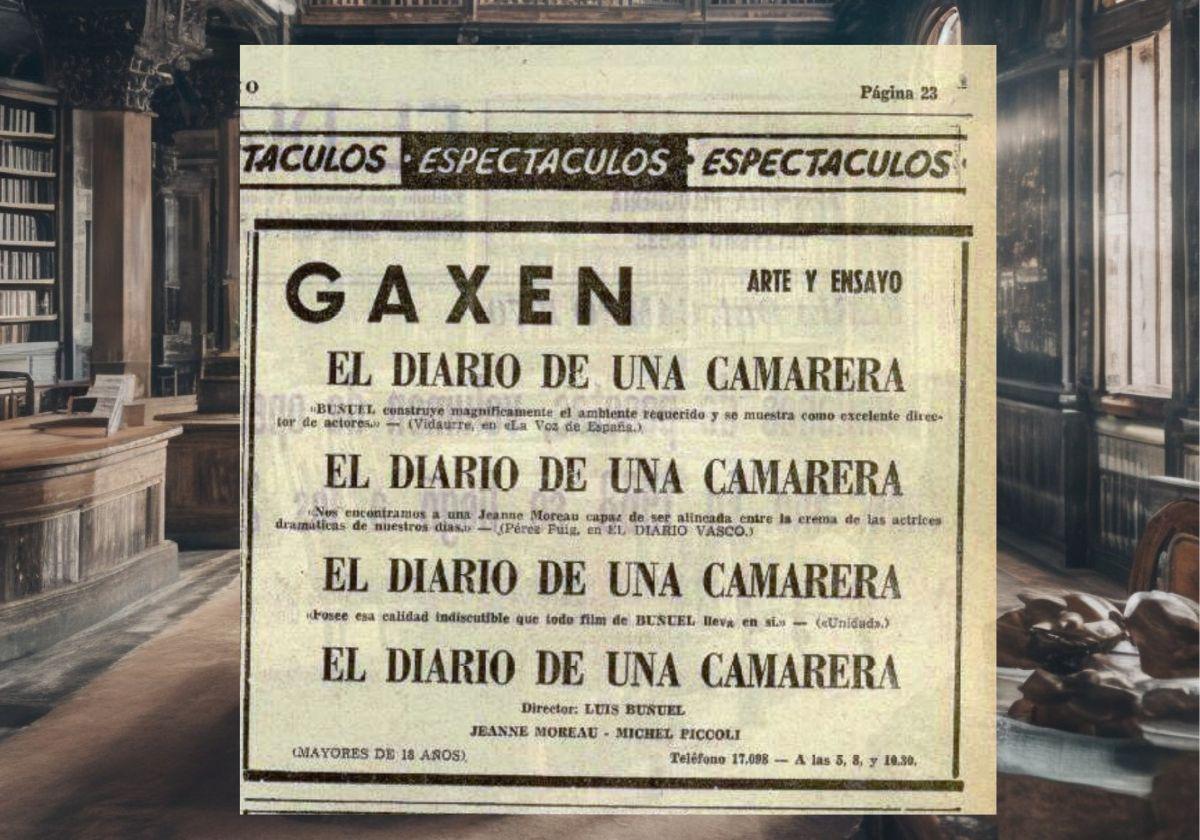 O
Página 23
TACULOS · ESPECTACULOS · ESPECTACULOS ·
GAXEN
ARTE Y ENSAYO
EL DIARIO DE UNA CAMARERA
«BUÑUEL construye magníficamente el ambiente requerido y se muestra como excelente direc-
tor de actores.» — (Vidaurre, en «La Voz de España.)
EL DIARIO DE UNA CAMARERA
«Nos encontramos a una Jeanne Moreau capaz de ser alineada entre la crema de las actrices
dramáticas de nuestros días.» — (Pérez Puig, en EL DIARIO VASCO.)
EL DIARIO DE UNA CAMARERA
«Posee esa calidad indiscutible que todo film de BUÑUEL lleva en sí.» — («Unidad».)
EL DIARIO DE UNA CAMARERA
Director: LUIS BUÑUEL
JEANNE MOREAU - MICHEL PICCOLI
(MAYORES DE 18 AÑOS)
Teléfono 17.098 — A las 5, 8, y 10.30.